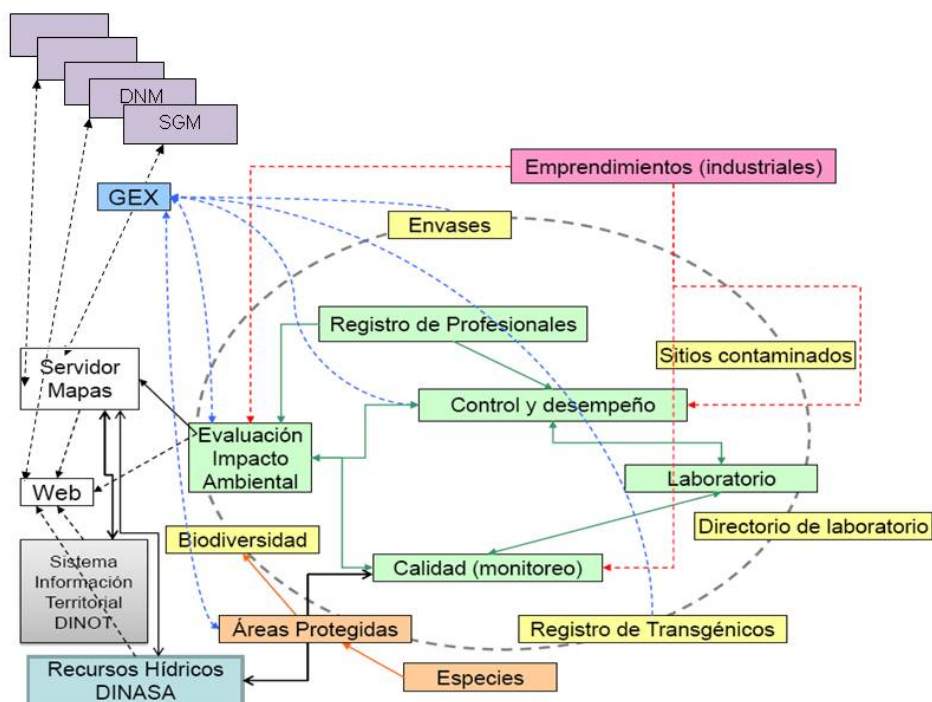 DNM
SGM
Emprendimientos (industriales)
GEX
Envases
Registro de Profesionales
Servidor
Mapas
Sitios contaminados
Control y desempeño
Evaluación
Impacto
Ambiental
Laboratorio
Web
Directorio de laboratorio
Biodiversidad
Sistema
Información
Territorial
DINOT
Calidad (monitoreo)
Áreas Protegidas
Registro de Transgénicos
Recursos Hídricos
DINASA
Especies